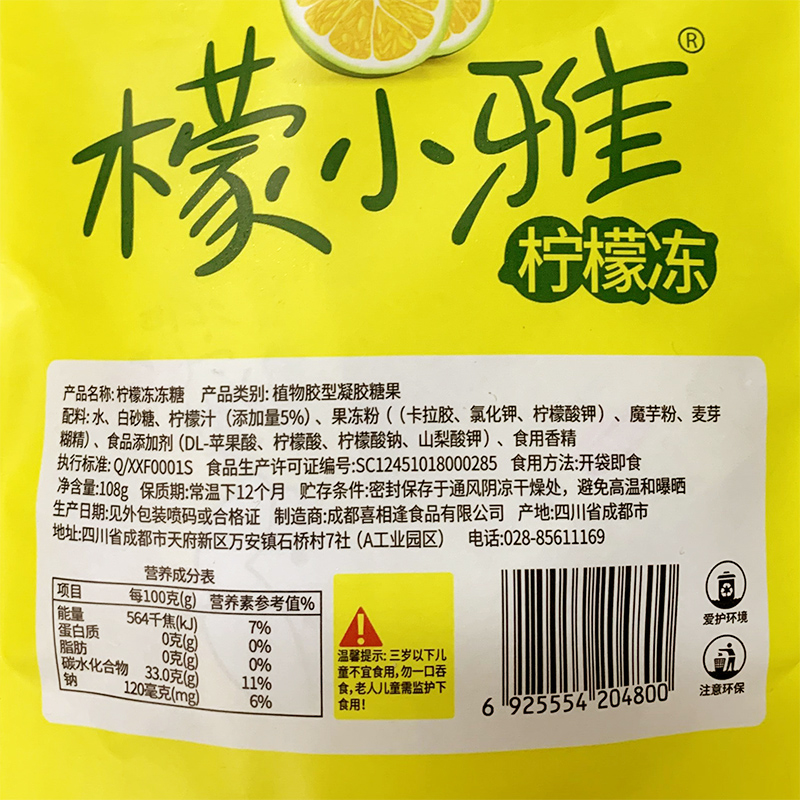 檬小雅®
柠檬冻
产品名称:柠檬冻冻糖 产品类别:植物胶型凝胶糖果
配料:水、白砂糖、柠檬汁（添加量5%）、果冻粉（（卡拉胶、氯化钾、柠檬酸钾）、魔芋粉、麦芽
糊精）、食品添加剂（DL-苹果酸、柠檬酸、柠檬酸钠、山梨酸钾）、食用香精
执行标准:Q/XXF0001S 食品生产许可证编号:SC12451018000285 食用方法:开袋即食
净含量:108g 保质期:常温下12个月 贮存条件:密封保存于通风阴凉干燥处，避免高温和曝晒
生产日期:见外包装喷码或合格证 制造商:成都喜相逢食品有限公司 产地:四川省成都市
地址:四川省成都市天府新区万安镇石桥村7社（A工业园区） 电话:028-85611169
营养成分表
项目 每100克(g) 营养素参考值%
能量 564千焦(kJ) 7%
蛋白质 0克(g) 0%
脂肪 0克(g) 0%
碳水化合物 33.0克(g) 11%
钠 120毫克(mg) 6%
温馨提示:三岁以下儿
童不宜食用,勿一口吞
食,老人儿童需监护下
食用!
6 925554 204800
爱护环境
注意环保